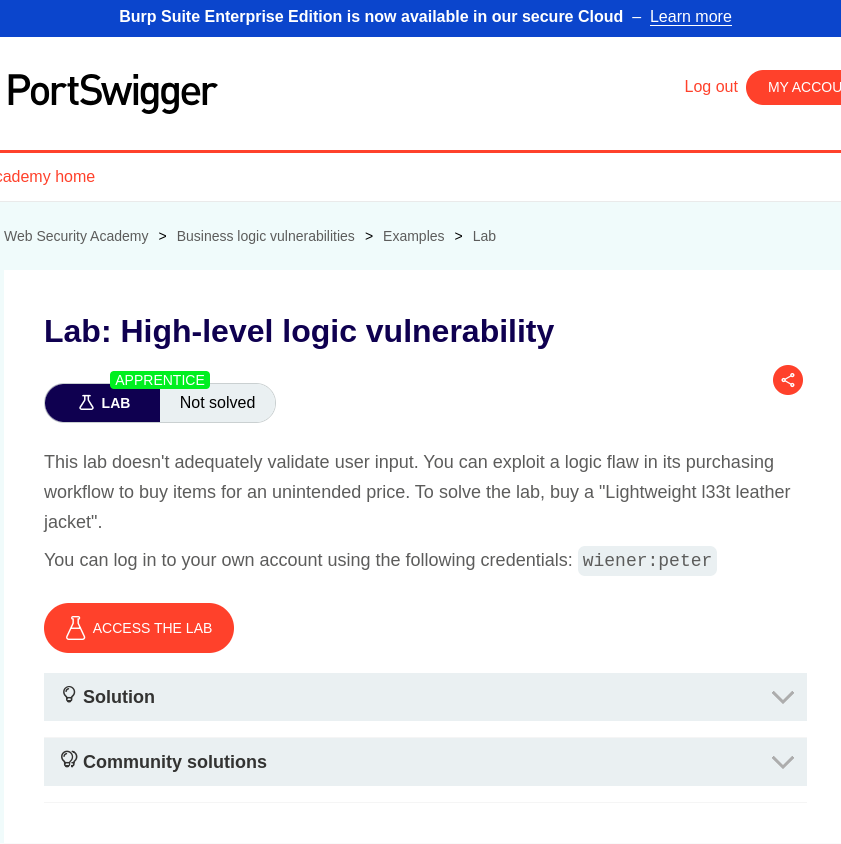 Burp Suite Enterprise Edition is now available in our secure Cloud – Learn more
PortSwigger
Log out MY ACCOU
cademy home
Web Security Academy > Business logic vulnerabilities > Examples > Lab
Lab: High-level logic vulnerability
APPRENTICE
LAB Not solved
This lab doesn't adequately validate user input. You can exploit a logic flaw in its purchasing
workflow to buy items for an unintended price. To solve the lab, buy a "Lightweight l33t leather
jacket".
You can log in to your own account using the following credentials: wiener:peter
ACCESS THE LAB
Solution
Community solutions